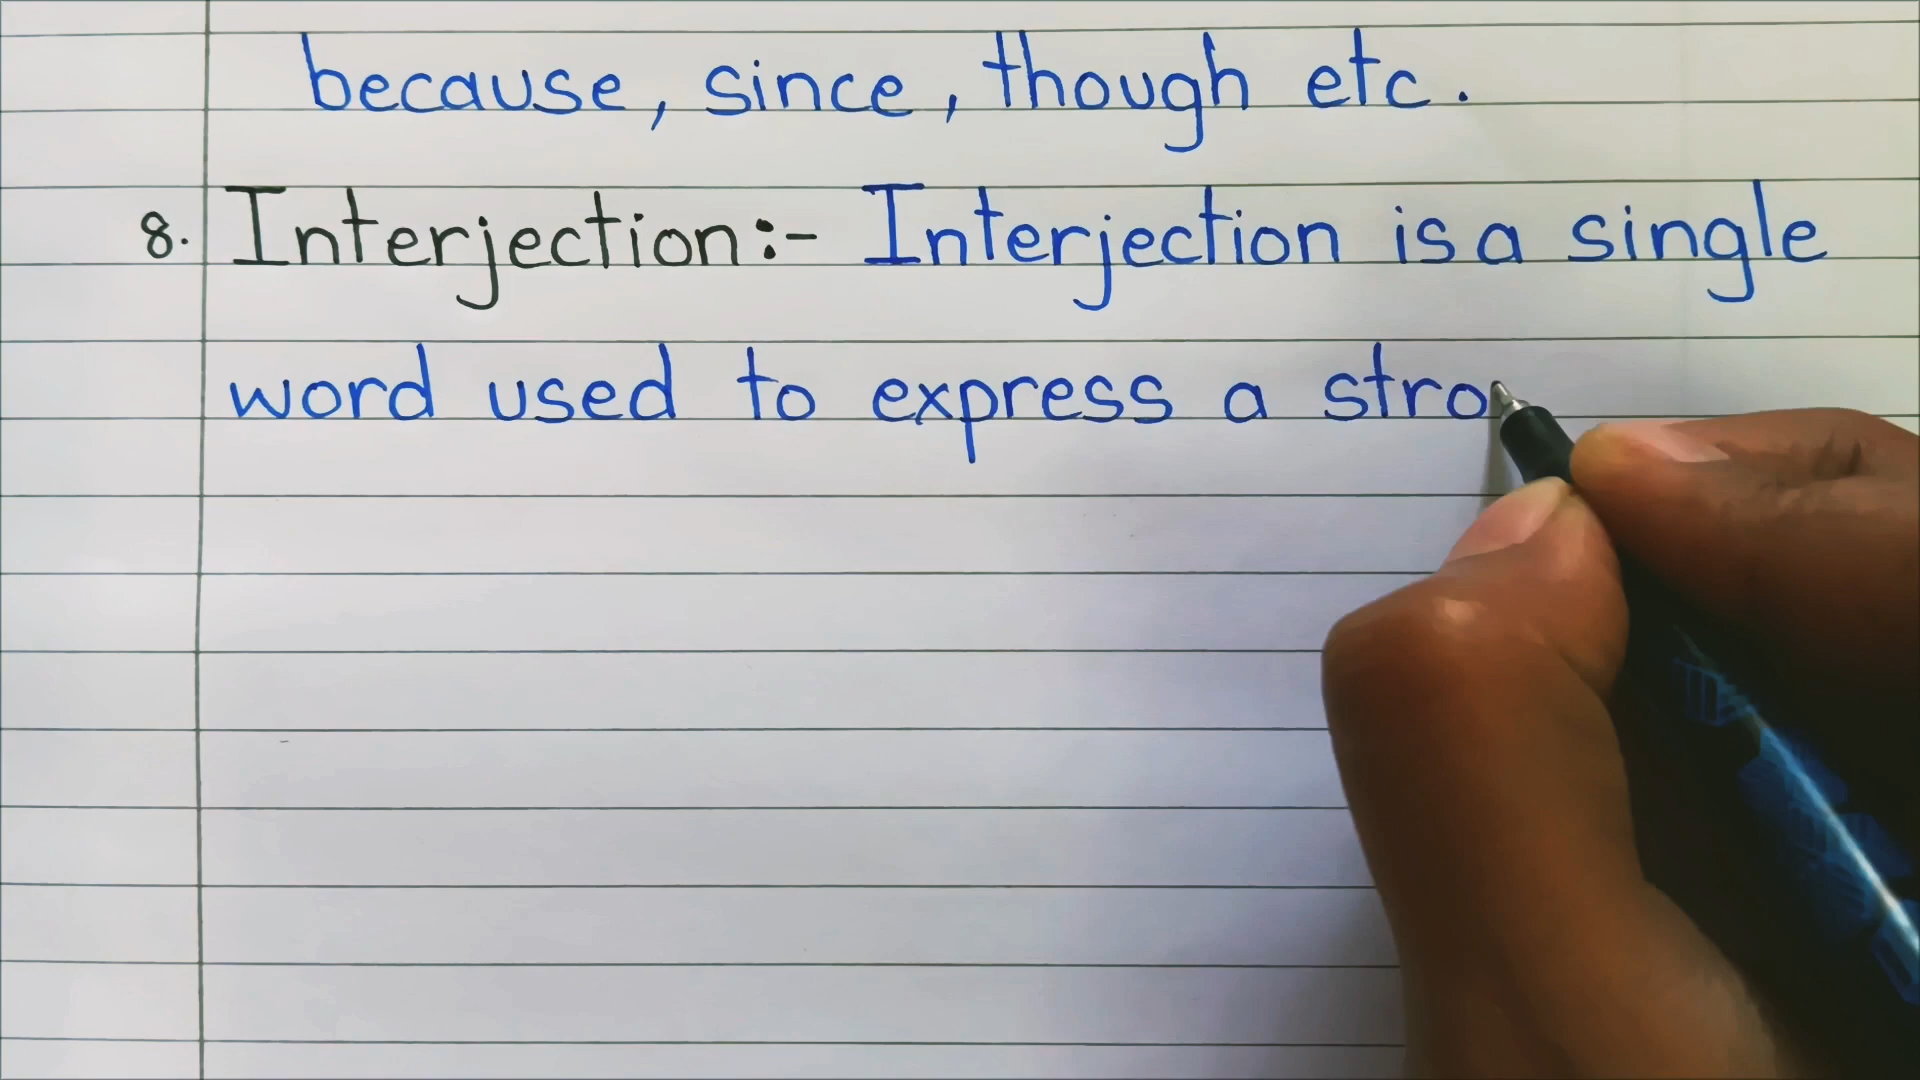 because, since, though etc.
8. Interjection:- Interjection is a single
word used to express a stro